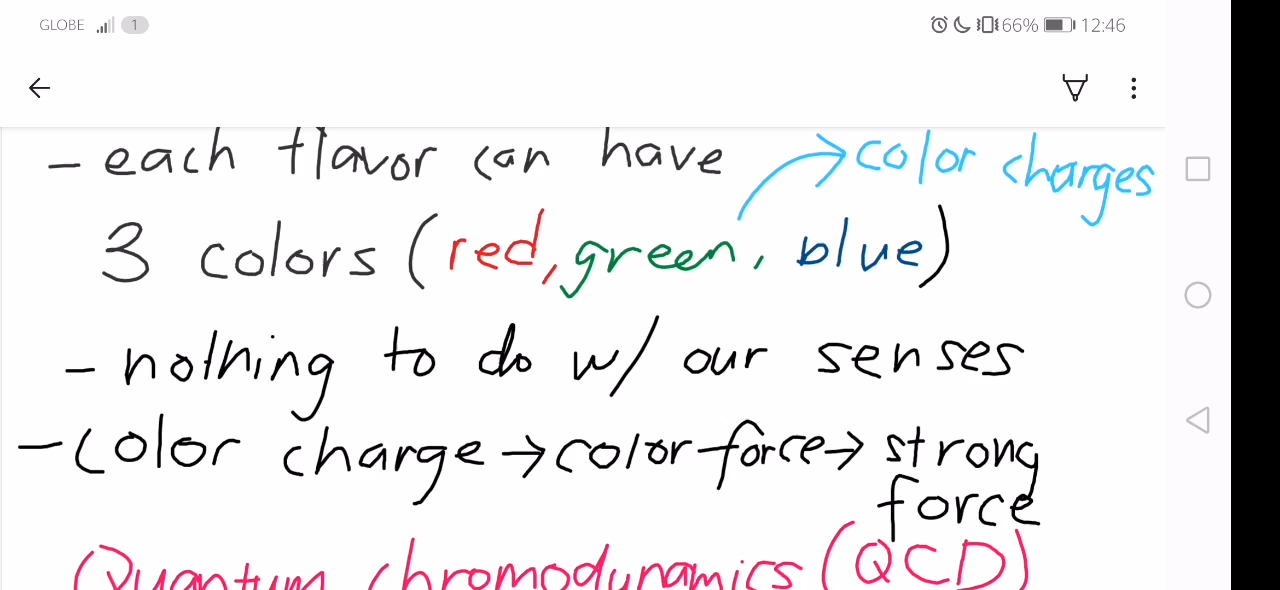 GLOBE 1 66% 12:46
- each flavor can have → color charges
3 colors (red, green, blue)
- nothing to do w/ our senses
- color charge → color force → strong
force
Quantum chromodynamics (QCD)